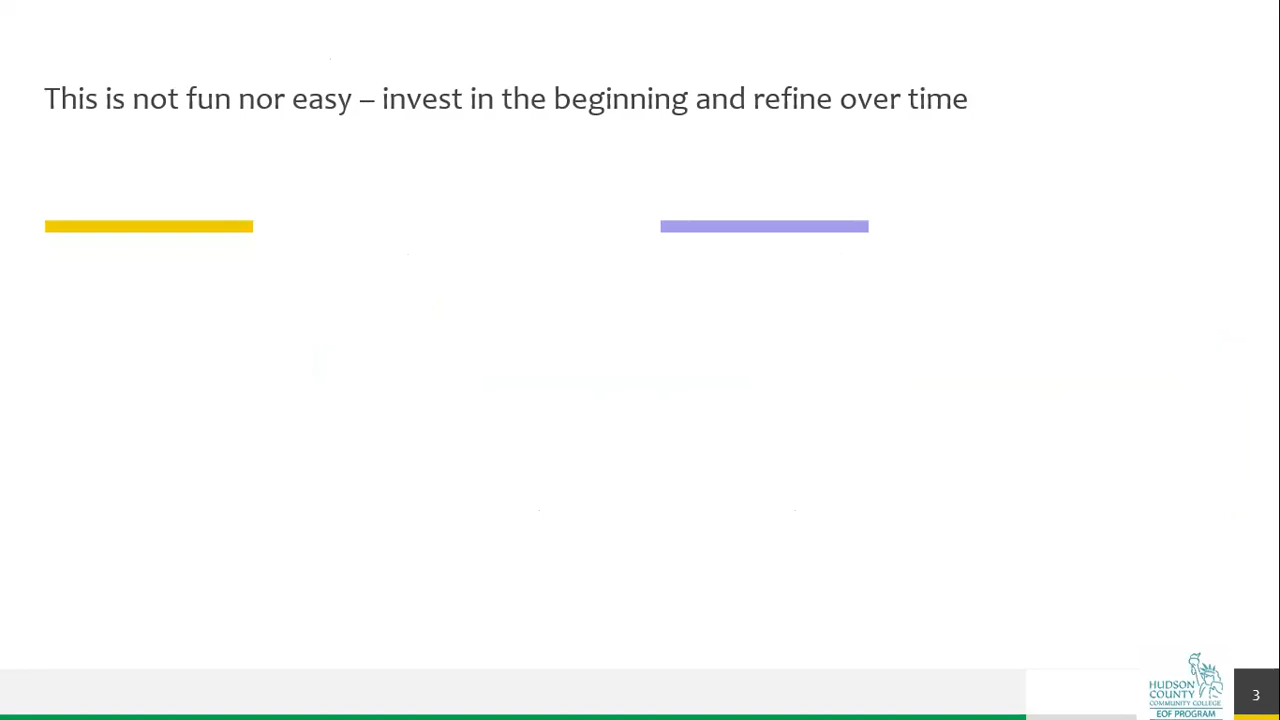 This is not fun nor easy – invest in the beginning and refine over time
HUDSON
COUNTY
COMMUNITY COLLEGE
EOF PROGRAM
3